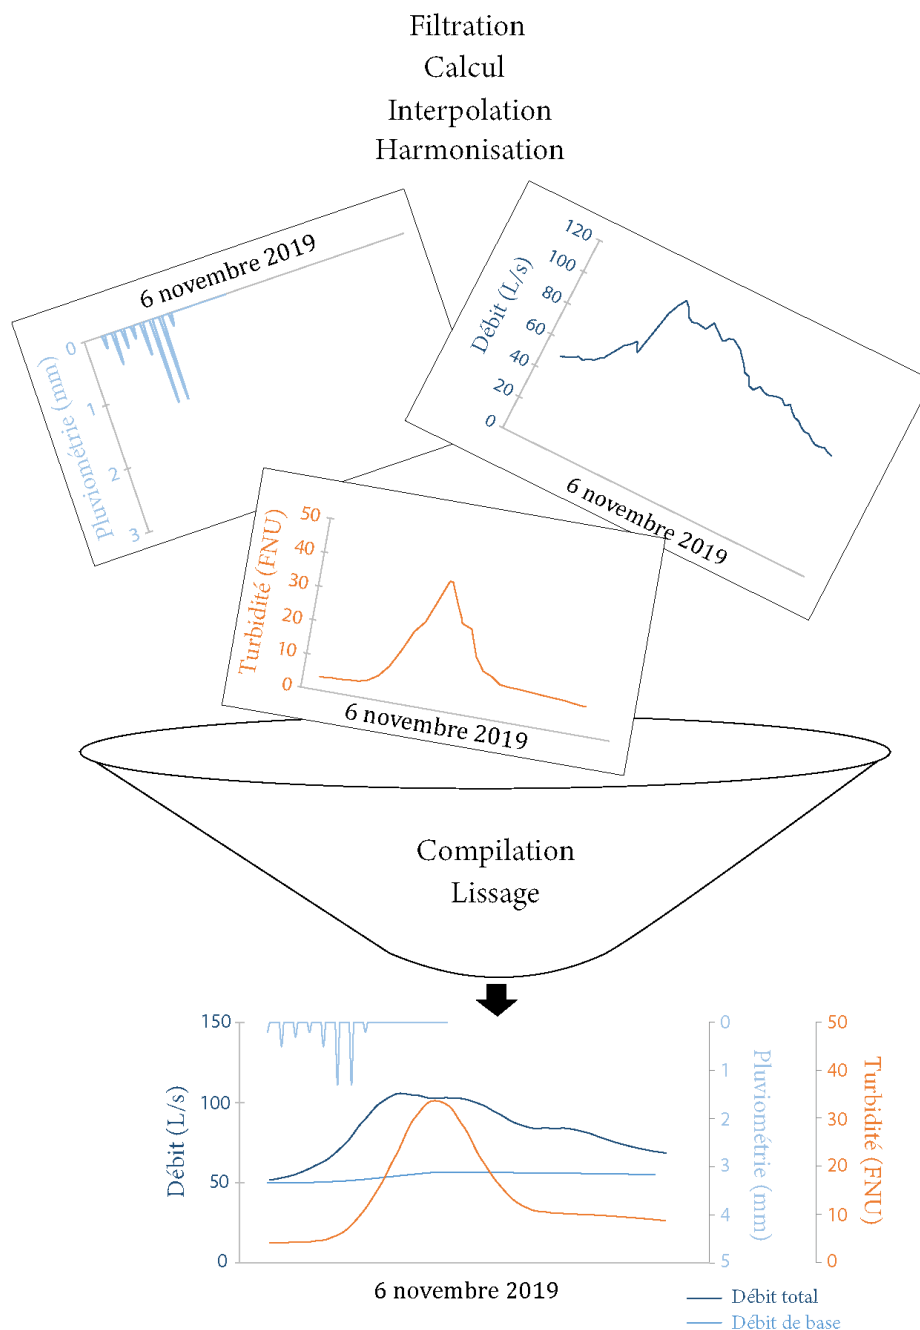 Filtration
Calcul
Interpolation
Harmonisation
6 novembre 2019
Pluviométrie (mm)
0
1
2
3
Débit (L/s)
120
100
80
60
40
20
0
6 novembre 2019
Turbidité (FNU)
50
40
30
20
10
0
6 novembre 2019
Compilation
Lissage
Débit (L/s)
150
100
50
0
Pluviométrie (mm)
0
1
2
3
4
5
Turbidité (FNU)
50
40
30
20
10
0
6 novembre 2019
Débit total
Débit de base